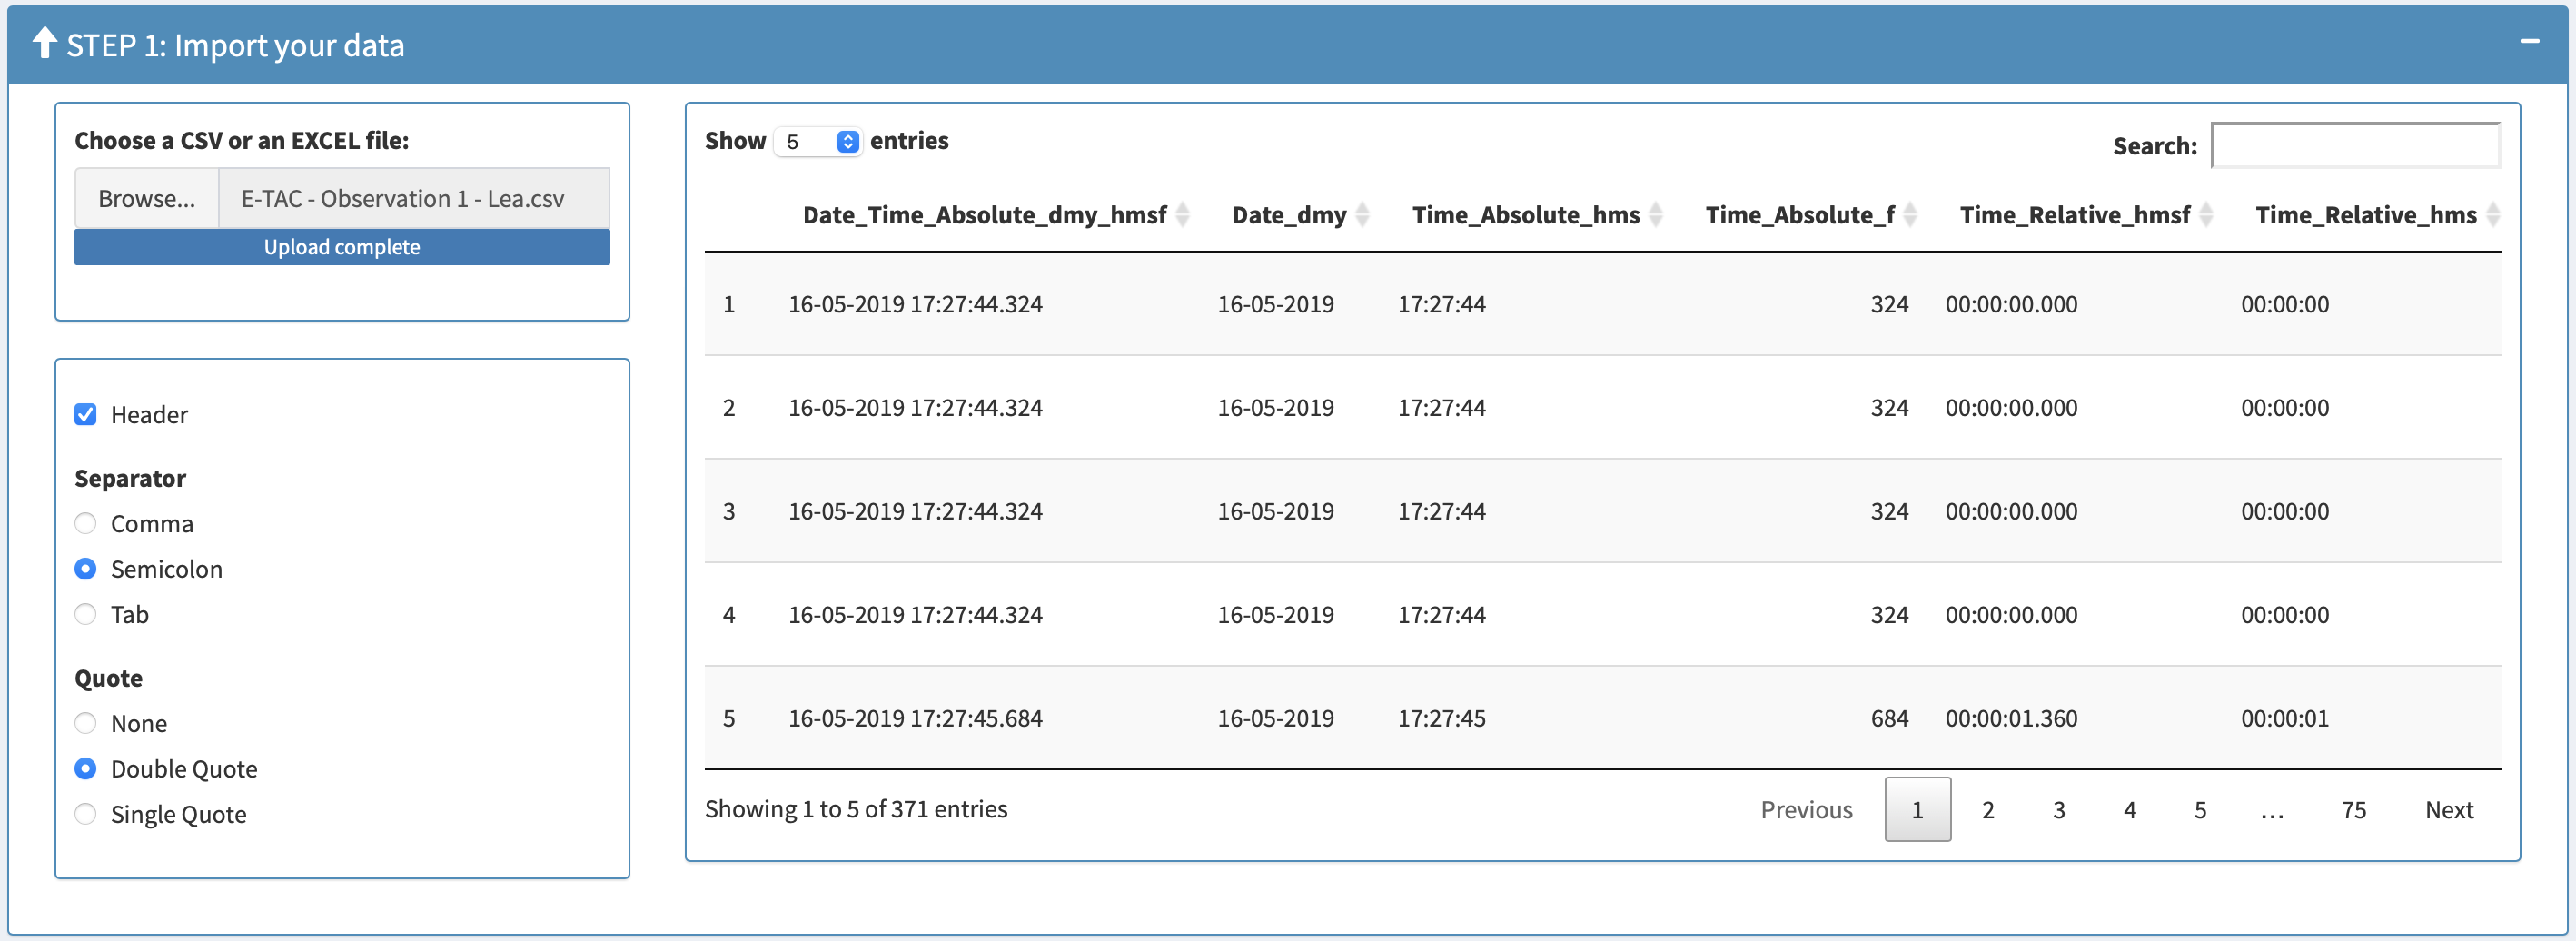 STEP 1: Import your data
Choose a CSV or an EXCEL file:
Browse... E-TAC - Observation 1 - Lea.csv
Upload complete
Header
Separator
Comma
Semicolon
Tab
Quote
None
Double Quote
Single Quote
Show 5 entries
Search:
Date_Time_Absolute_dmy_hmsf Date_dmy Time_Absolute_hms Time_Absolute_f Time_Relative_hmsf Time_Relative_hms
1 16-05-2019 17:27:44.324 16-05-2019 17:27:44 324 00:00:00.000 00:00:00
2 16-05-2019 17:27:44.324 16-05-2019 17:27:44 324 00:00:00.000 00:00:00
3 16-05-2019 17:27:44.324 16-05-2019 17:27:44 324 00:00:00.000 00:00:00
4 16-05-2019 17:27:44.324 16-05-2019 17:27:44 324 00:00:00.000 00:00:00
5 16-05-2019 17:27:45.684 16-05-2019 17:27:45 684 00:00:01.360 00:00:01
Showing 1 to 5 of 371 entries
Previous 1 2 3 4 5 ... 75 Next